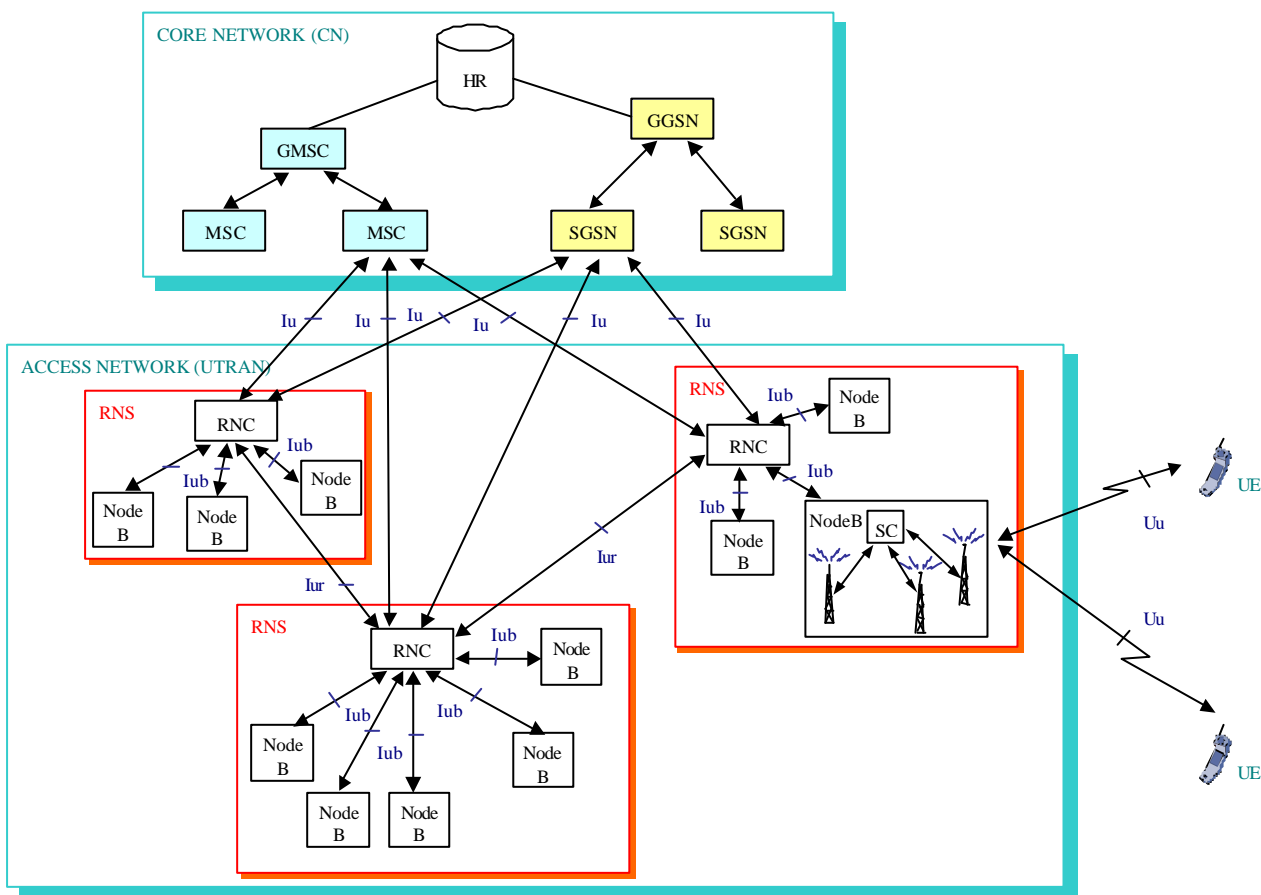 CORE NETWORK (CN)
HR
GGSN
GMSC
MSC
MSC
SGSN
SGSN
Iu
Iu
Iu
Iu
Iu
Iu
ACCESS NETWORK (UTRAN)
RNS
RNC
Iub
Iub
Node
B
Node
B
Node
B
RNS
RNC
Iub
Node
B
Iub
Iub
Node
B
NodeB
SC
Uu
UE
Uu
UE
Iur
Iur
RNS
RNC
Iub
Node
B
Iub
Iub
Iub
Node
B
Node
B
Node
B
Node
B